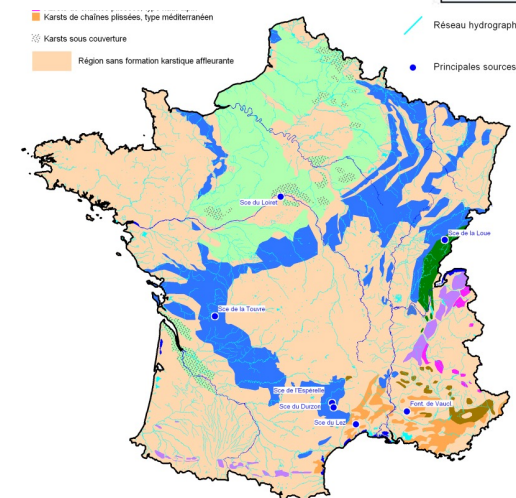 Karsts de chaînes plissées, type méditerranéen
Karsts sous couverture
Région sans formation karstique affleurante
Réseau hydrograph
Principales sources
Sce du Loiret
Sce de la Loue
Sce de la Touvre
Sce de l'Espérelle
Sce du Durzon
Font. de Vaucl.
Sce du Lez